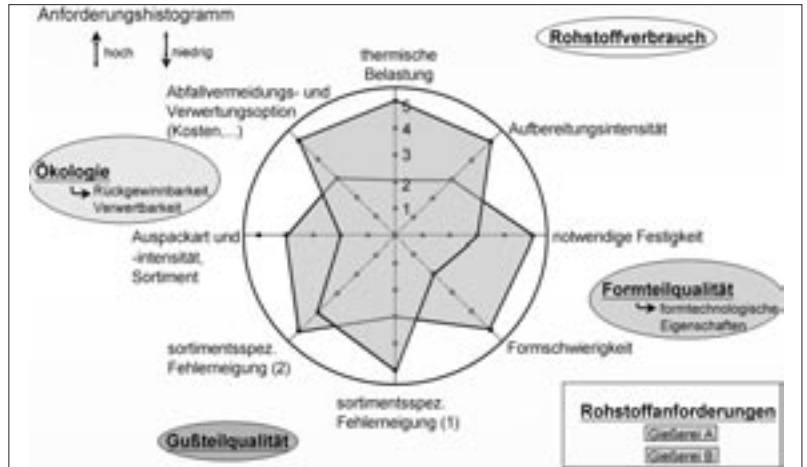 Anforderungshistogramm
hoch
niedrig
Rohstoffverbrauch
thermische
Belastung
Abfallvermeidungs- und
Verwertungsoption
(Kosten,...)
Aufbereitungsintensität
5
4
3
2
1
Ökologie
Rückgewinnbarkeit
Verwertbarkeit
Auspackart und
-intensität,
Sortiment
notwendige Festigkeit
Formteilqualität
formtechnologische
Eigenschaften
sortimentsspez.
Fehlerneigung (2)
Formschwierigkeit
sortimentsspez.
Fehlerneigung (1)
Gußteilqualität
Rohstoffanforderungen
Gießerei A
Gießerei B